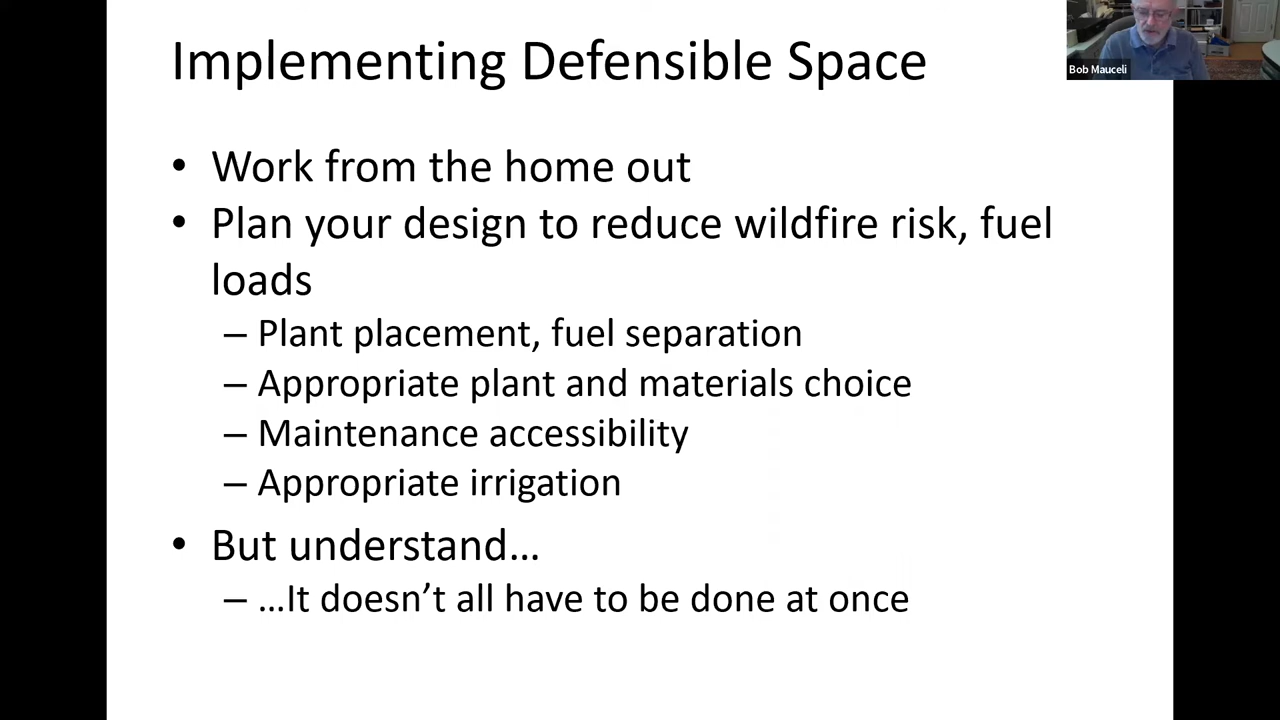 Implementing Defensible Space
Bob Mauceli
• Work from the home out
• Plan your design to reduce wildfire risk, fuel
loads
– Plant placement, fuel separation
– Appropriate plant and materials choice
– Maintenance accessibility
– Appropriate irrigation
• But understand…
– …It doesn’t all have to be done at once